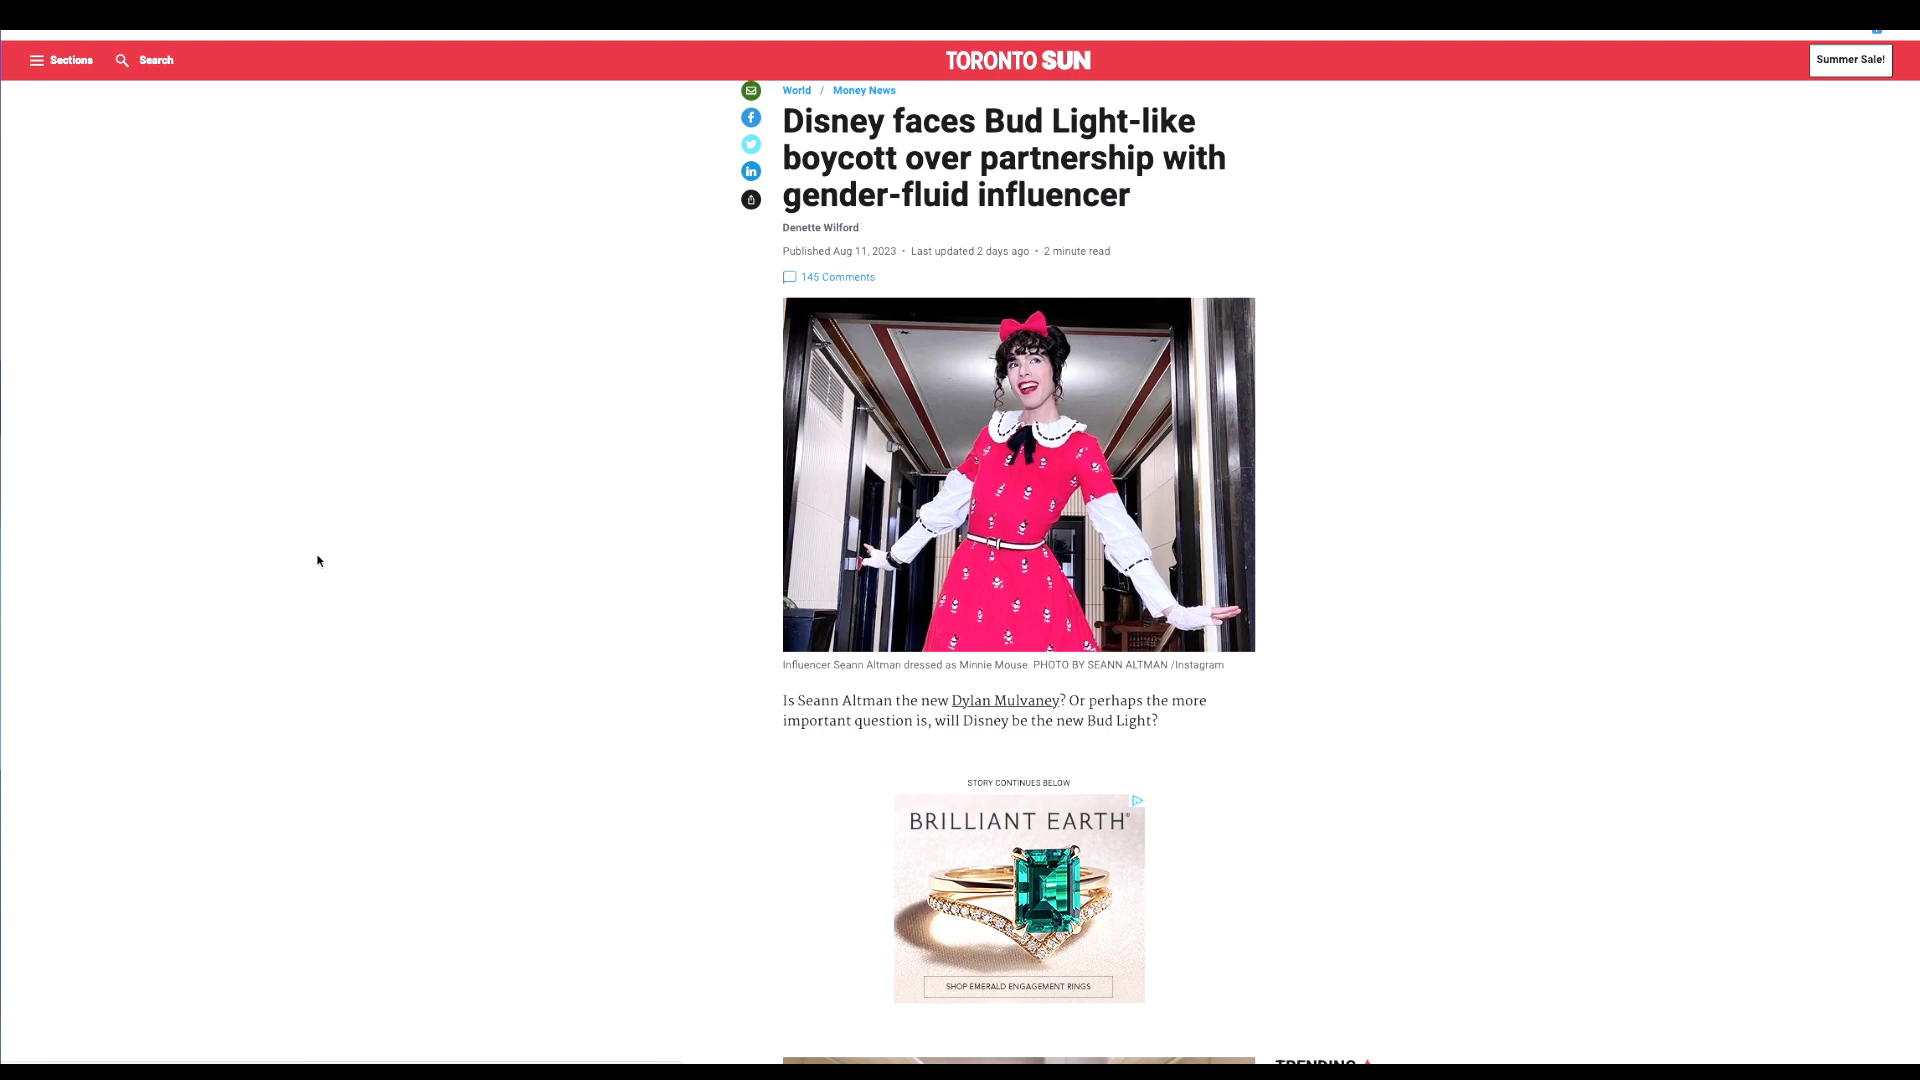 Sections
Search
TORONTO SUN
Summer Sale!
World / Money News
Disney faces Bud Light-like
boycott over partnership with
gender-fluid influencer
Denette Wilford
Published Aug 11, 2023 • Last updated 2 days ago • 2 minute read
145 Comments
Influencer Seann Altman dressed as Minnie Mouse. PHOTO BY SEANN ALTMAN /Instagram
Is Seann Altman the new Dylan Mulvaney? Or perhaps the more
important question is, will Disney be the new Bud Light?
STORY CONTINUES BELOW
BRILLIANT EARTH®
SHOP EMERALD ENGAGEMENT RINGS
TRENDING